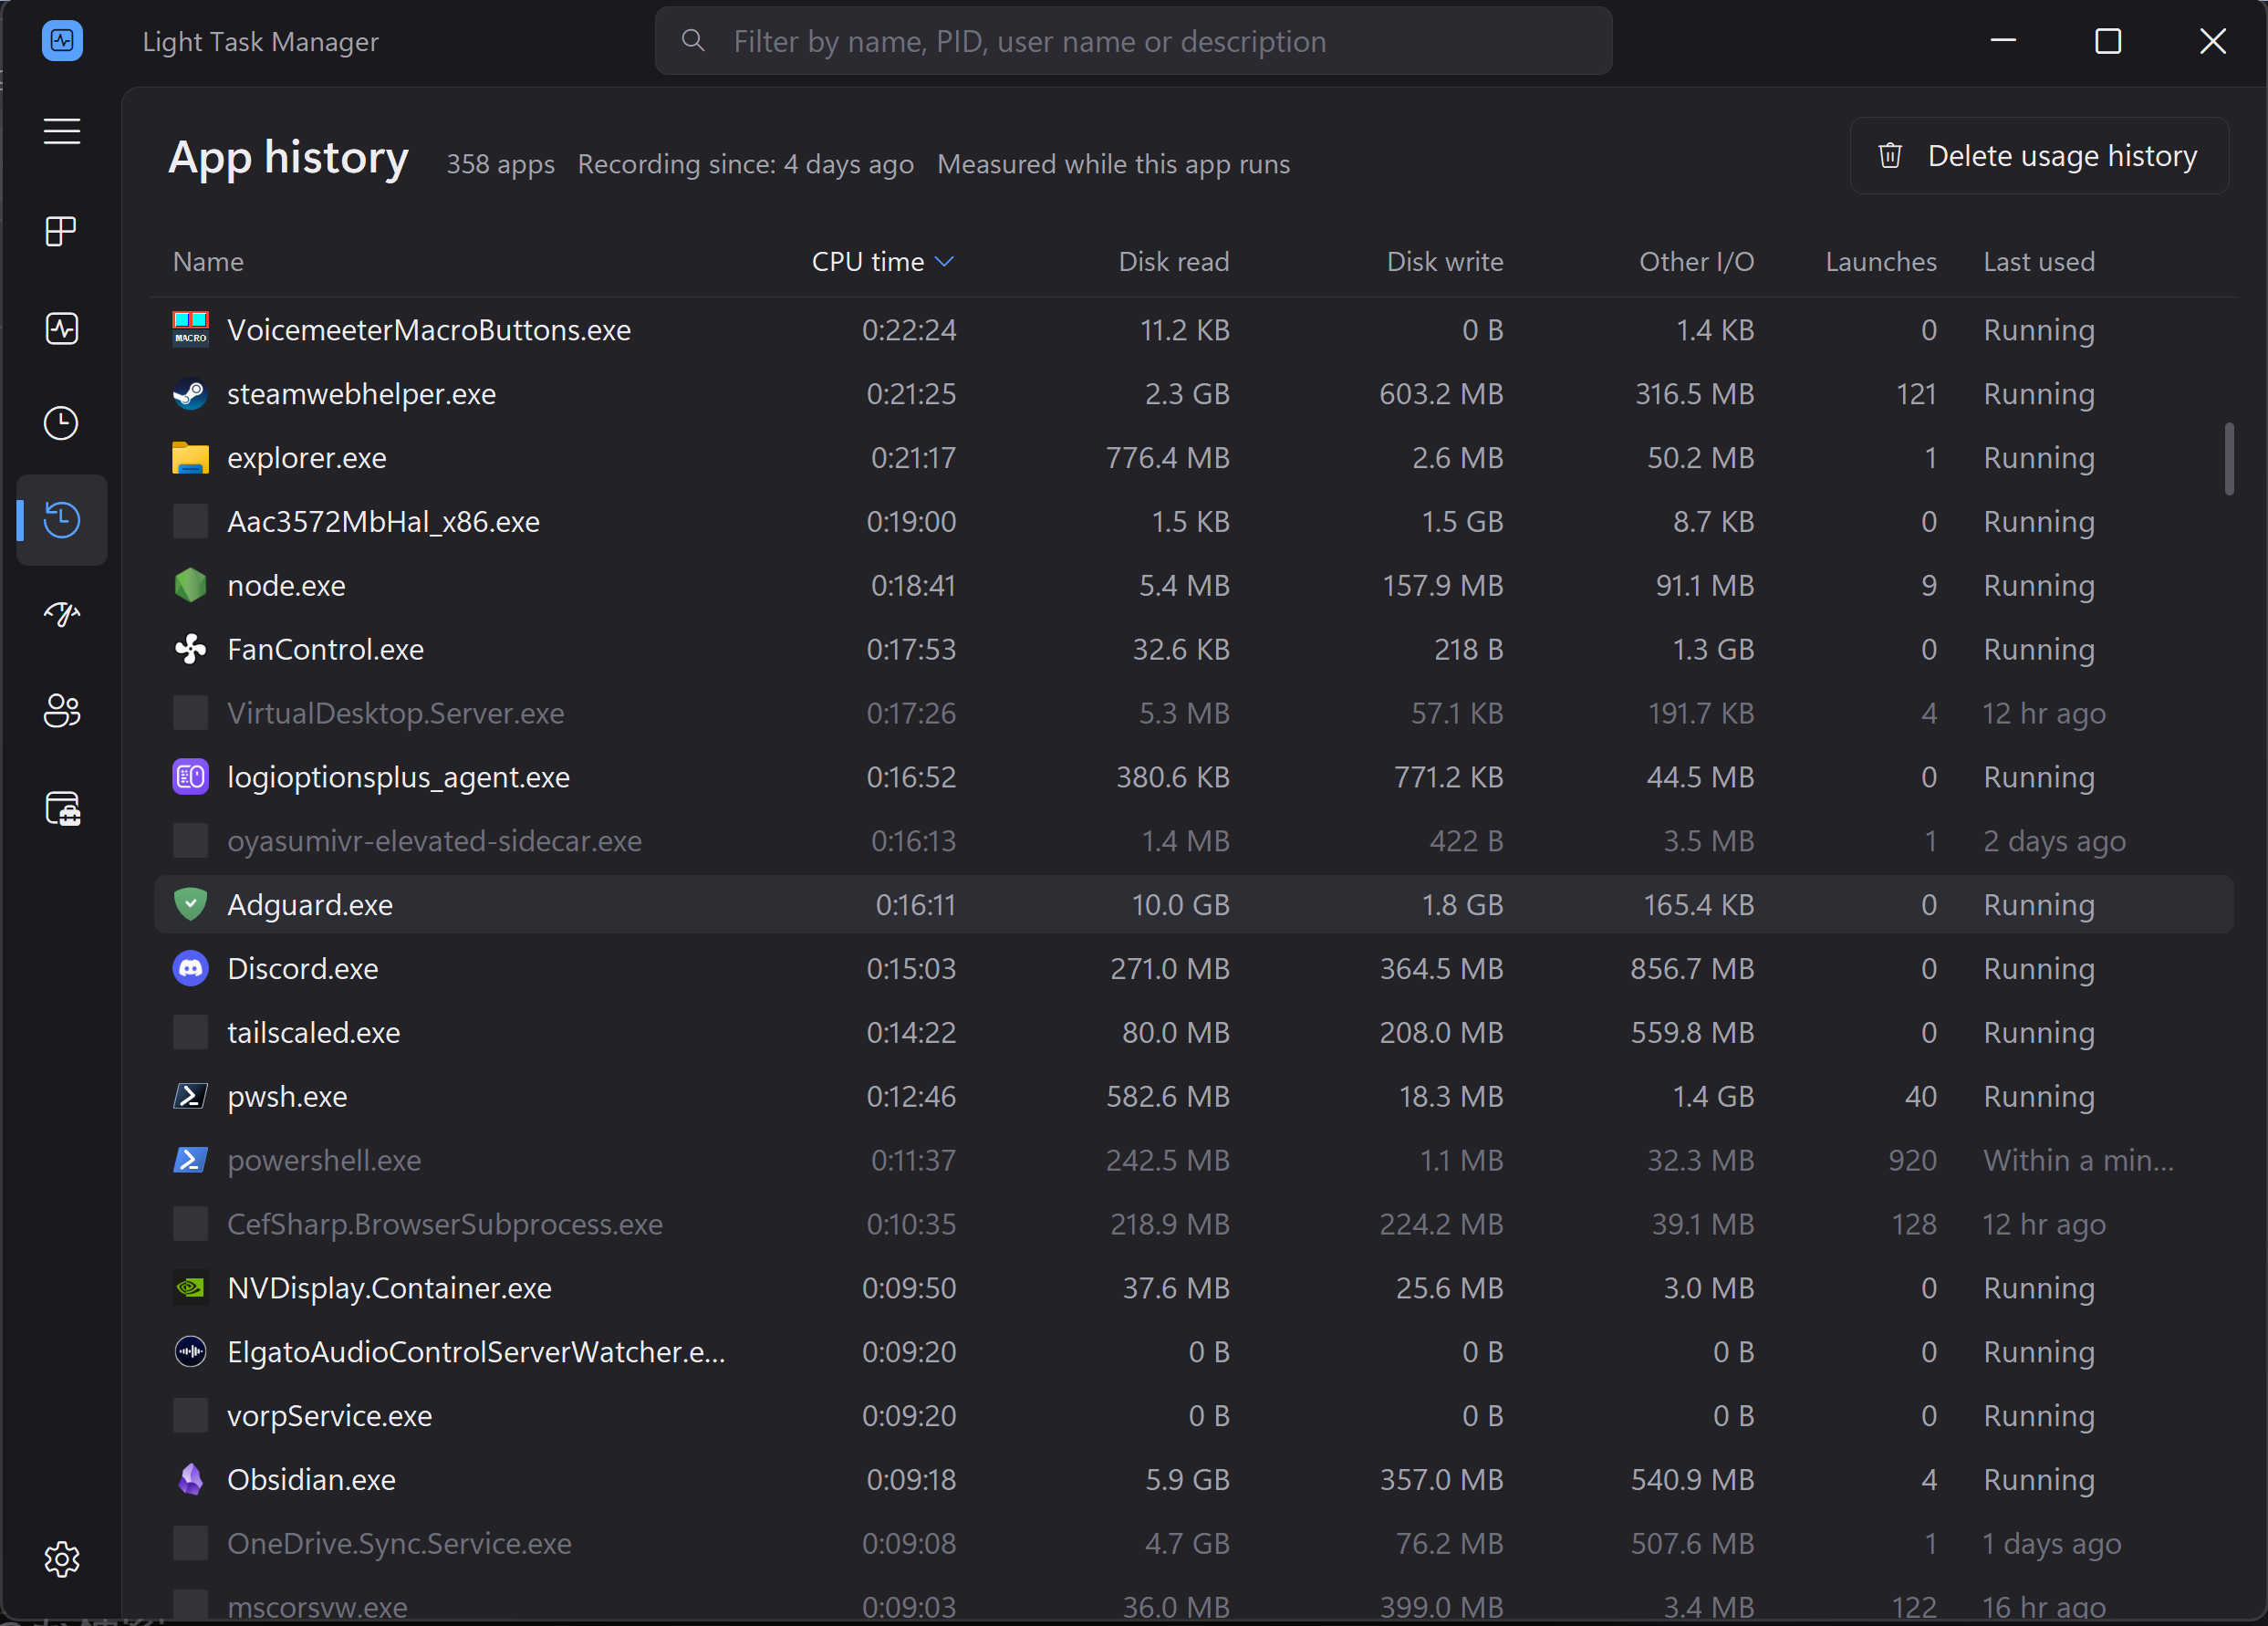 Light Task Manager
Filter by name, PID, user name or description
App history 358 apps Recording since: 4 days ago Measured while this app runs
Delete usage history
Name CPU time Disk read Disk write Other I/O Launches Last used
MACRO VoicemeeterMacroButtons.exe 0:22:24 11.2 KB 0 B 1.4 KB 0 Running
steamwebhelper.exe 0:21:25 2.3 GB 603.2 MB 316.5 MB 121 Running
explorer.exe 0:21:17 776.4 MB 2.6 MB 50.2 MB 1 Running
Aac3572MbHal_x86.exe 0:19:00 1.5 KB 1.5 GB 8.7 KB 0 Running
node.exe 0:18:41 5.4 MB 157.9 MB 91.1 MB 9 Running
FanControl.exe 0:17:53 32.6 KB 218 B 1.3 GB 0 Running
VirtualDesktop.Server.exe 0:17:26 5.3 MB 57.1 KB 191.7 KB 4 12 hr ago
logioptionsplus_agent.exe 0:16:52 380.6 KB 771.2 KB 44.5 MB 0 Running
oyasumivr-elevated-sidecar.exe 0:16:13 1.4 MB 422 B 3.5 MB 1 2 days ago
Adguard.exe 0:16:11 10.0 GB 1.8 GB 165.4 KB 0 Running
Discord.exe 0:15:03 271.0 MB 364.5 MB 856.7 MB 0 Running
tailscaled.exe 0:14:22 80.0 MB 208.0 MB 559.8 MB 0 Running
pwsh.exe 0:12:46 582.6 MB 18.3 MB 1.4 GB 40 Running
powershell.exe 0:11:37 242.5 MB 1.1 MB 32.3 MB 920 Within a min...
CefSharp.BrowserSubprocess.exe 0:10:35 218.9 MB 224.2 MB 39.1 MB 128 12 hr ago
NVDisplay.Container.exe 0:09:50 37.6 MB 25.6 MB 3.0 MB 0 Running
ElgatoAudioControlServerWatcher.e... 0:09:20 0 B 0 B 0 B 0 Running
vorpService.exe 0:09:20 0 B 0 B 0 B 0 Running
Obsidian.exe 0:09:18 5.9 GB 357.0 MB 540.9 MB 4 Running
OneDrive.Sync.Service.exe 0:09:08 4.7 GB 76.2 MB 507.6 MB 1 1 days ago
mscorsvw.exe 0:09:03 36.0 MB 399.0 MB 3.4 MB 122 16 hr ago